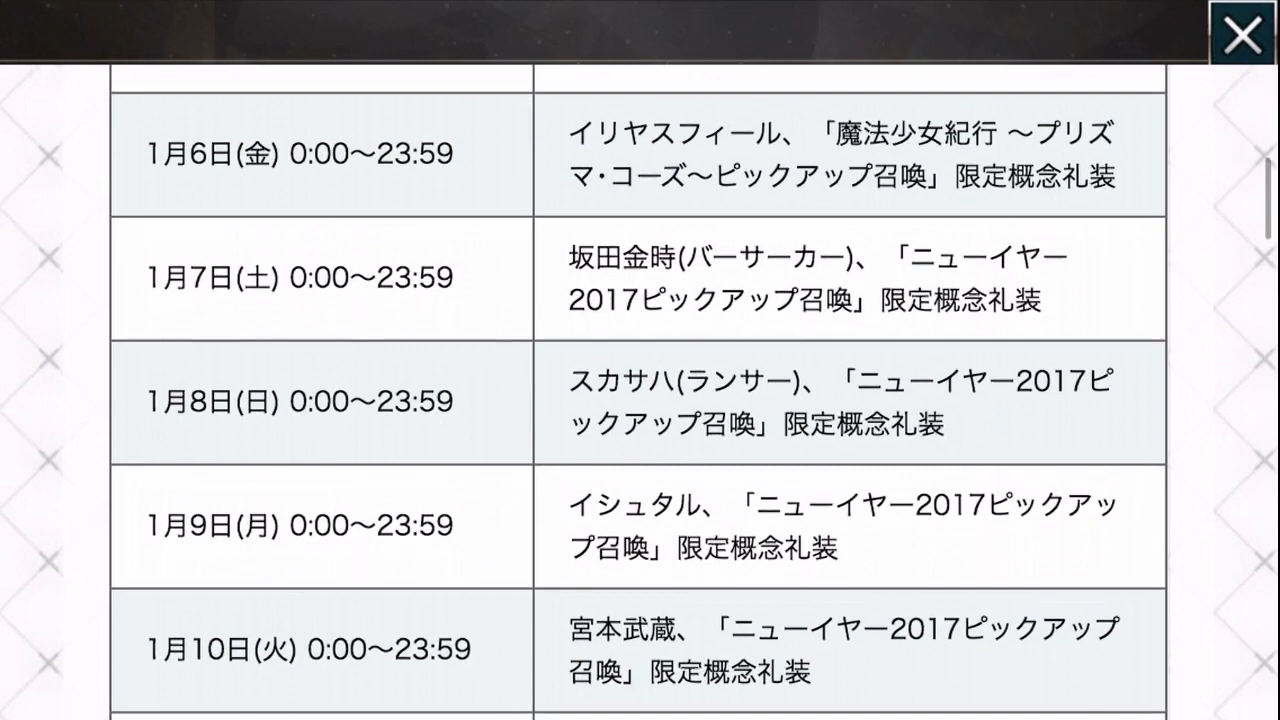 1月6日(金) 0:00〜23:59
イリヤスフィール、「魔法少女紀行 〜プリズ
マ・コーズ〜ピックアップ召喚」限定概念礼装
1月7日(土) 0:00〜23:59
坂田金時(バーサーカー)、「ニューイヤー
2017ピックアップ召喚」限定概念礼装
1月8日(日) 0:00〜23:59
スカサハ(ランサー)、「ニューイヤー2017ピ
ックアップ召喚」限定概念礼装
1月9日(月) 0:00〜23:59
イシュタル、「ニューイヤー2017ピックアッ
プ召喚」限定概念礼装
1月10日(火) 0:00〜23:59
宮本武蔵、「ニューイヤー2017ピックアップ
召喚」限定概念礼装